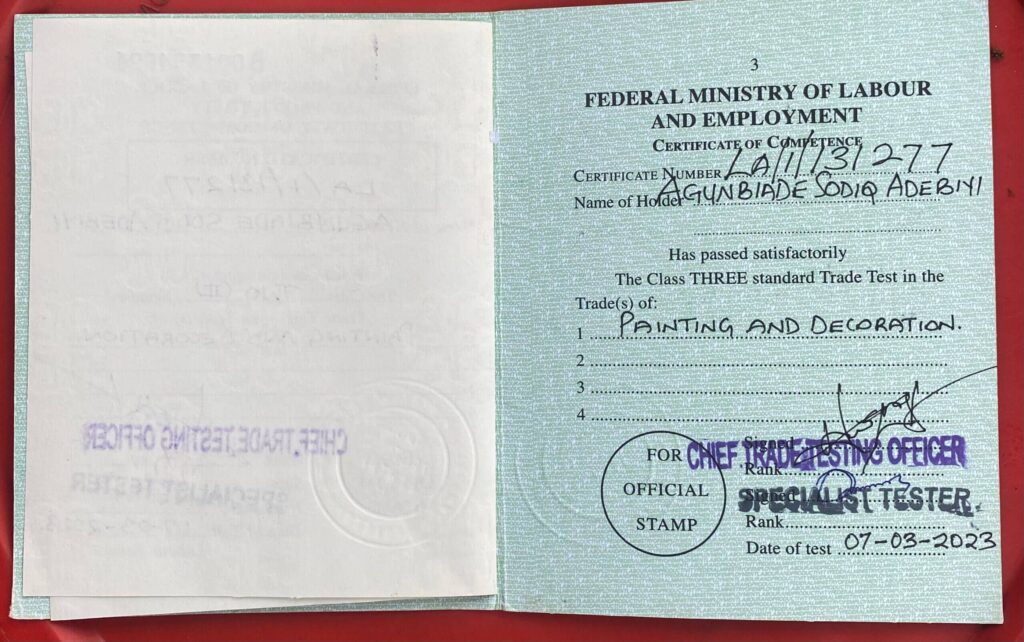 3
FEDERAL MINISTRY OF LABOUR
AND EMPLOYMENT
CERTIFICATE OF COMPETENCE
CERTIFICATE NUMBER LA/1/131277
Name of Holder AGUNBIADE SODIQ ADEBIYI
Has passed satisfactorily
The Class THREE standard Trade Test in the
Trade(s) of:
1 PAINTING AND DECORATION.
2
3
4
FOR
OFFICIAL
STAMP
Signed
CHIEF TRADE TESTING OFFICER
Rank
Signed
SPECIALIST TESTER
Rank
Date of test 07-03-2023